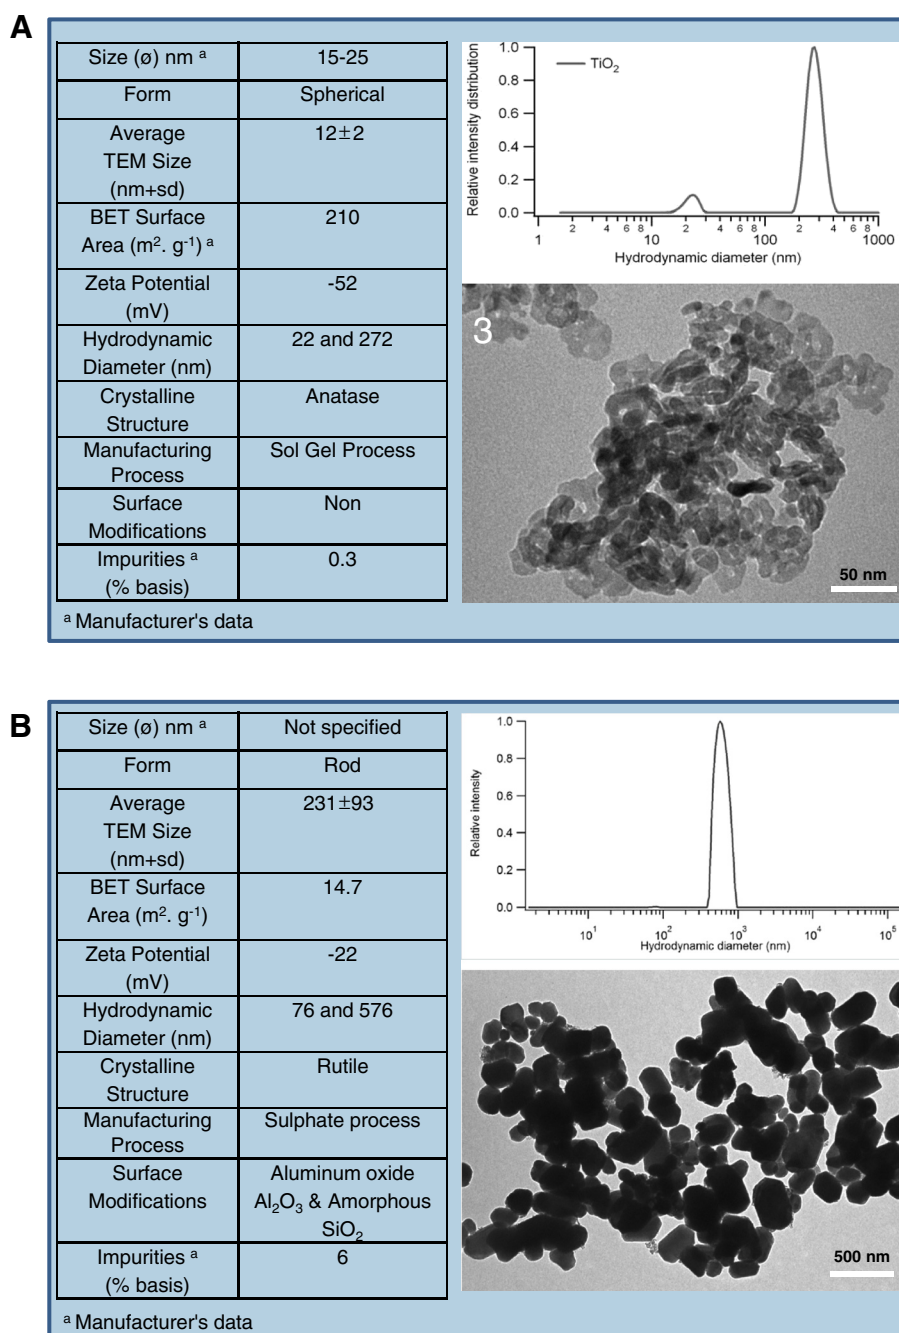 A
Size (ø) nm ᵃ 15-25
Form Spherical
Average 12±2
TEM Size
(nm+sd)
BET Surface 210
Area (m². g⁻¹) ᵃ
Zeta Potential -52
(mV)
Hydrodynamic 22 and 272
Diameter (nm)
Crystalline Anatase
Structure
Manufacturing Sol Gel Process
Process
Surface Non
Modifications
Impurities ᵃ 0.3
(% basis)
ᵃ Manufacturer's data
Relative intensity distribution
1.0
0.8
0.6
0.4
0.2
0.0
TiO₂
1 2 4 6 8 10 2 4 6 8 100 2 4 6 8 1000
Hydrodynamic diameter (nm)
3
50 nm
B
Size (ø) nm ᵃ Not specified
Form Rod
Average 231±93
TEM Size
(nm+sd)
BET Surface 14.7
Area (m². g⁻¹)
Zeta Potential -22
(mV)
Hydrodynamic 76 and 576
Diameter (nm)
Crystalline Rutile
Structure
Manufacturing Sulphate process
Process
Surface Aluminum oxide
Modifications Al₂O₃ & Amorphous
SiO₂
Impurities ᵃ 6
(% basis)
ᵃ Manufacturer's data
Relative intensity
1.0
0.8
0.6
0.4
0.2
0.0
10¹ 10² 10³ 10⁴ 10⁵
Hydrodynamic diameter (nm)
500 nm